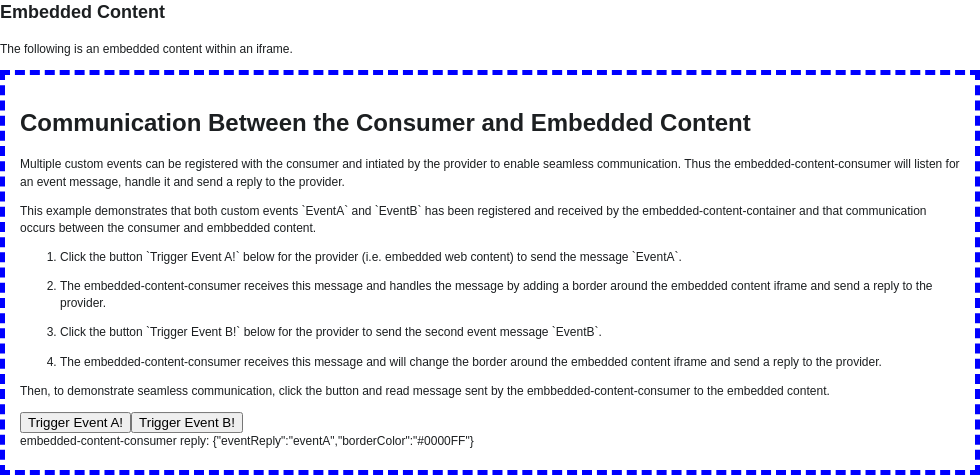 Embedded Content
The following is an embedded content within an iframe.
Communication Between the Consumer and Embedded Content
Multiple custom events can be registered with the consumer and intiated by the provider to enable seamless communication. Thus the embedded-content-consumer will listen for
an event message, handle it and send a reply to the provider.
This example demonstrates that both custom events `EventA` and `EventB` has been registered and received by the embedded-content-container and that communication
occurs between the consumer and embbedded content.
1. Click the button `Trigger Event A!` below for the provider (i.e. embedded web content) to send the message `EventA`.
2. The embedded-content-consumer receives this message and handles the message by adding a border around the embedded content iframe and send a reply to the
provider.
3. Click the button `Trigger Event B!` below for the provider to send the second event message `EventB`.
4. The embedded-content-consumer receives this message and will change the border around the embedded content iframe and send a reply to the provider.
Then, to demonstrate seamless communication, click the button and read message sent by the embbedded-content-consumer to the embedded content.
Trigger Event A! Trigger Event B!
embedded-content-consumer reply: {"eventReply":"eventA","borderColor":"#0000FF"}